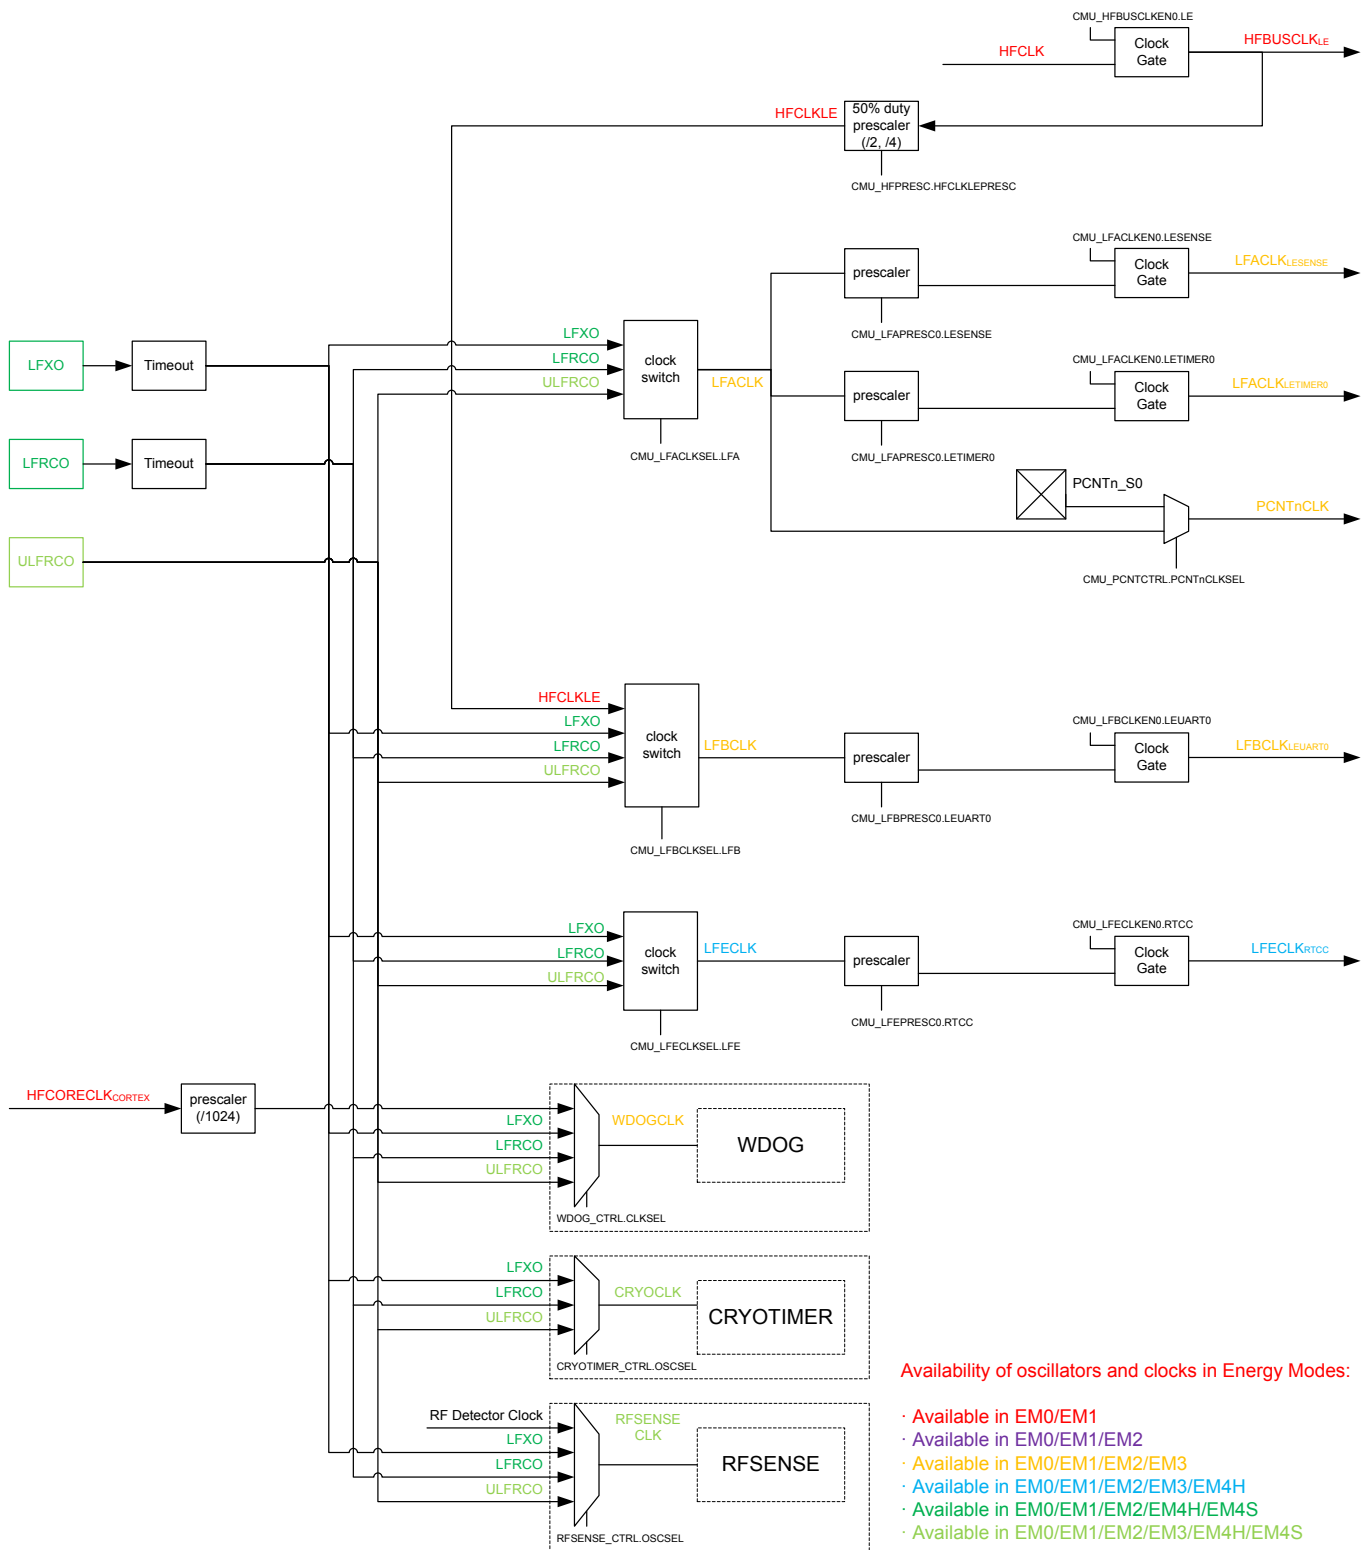 CMU_HFBUSCLKEN0.LE
HFCLK
Clock
Gate
HFBUSCLKLE
HFCLKLE
50% duty
prescaler
(/2, /4)
CMU_HFPRESC.HFCLKLEPRESC
CMU_LFACLKEN0.LESENSE
prescaler
Clock
Gate
LFACLKLESENSE
CMU_LFAPRESC0.LESENSE
LFXO
Timeout
LFXO
LFRCO
ULFRCO
clock
switch
LFACLK
CMU_LFACLKSEL.LFA
CMU_LFACLKEN0.LETIMER0
prescaler
Clock
Gate
LFACLKLETIMER0
CMU_LFAPRESC0.LETIMER0
LFRCO
Timeout
PCNTn_S0
PCNTnCLK
CMU_PCNTCTRL.PCNTnCLKSEL
ULFRCO
HFCLKLE
LFXO
LFRCO
ULFRCO
clock
switch
LFBCLK
CMU_LFBCLKSEL.LFB
prescaler
CMU_LFBPRESC0.LEUART0
CMU_LFBCLKEN0.LEUART0
Clock
Gate
LFBCLKLEUART0
LFXO
LFRCO
ULFRCO
clock
switch
LFECLK
CMU_LFECLKSEL.LFE
prescaler
CMU_LFEPRESC0.RTCC
CMU_LFECLKEN0.RTCC
Clock
Gate
LFECLKRTCC
HFCORECLKCORTEX
prescaler
(/1024)
LFXO
LFRCO
ULFRCO
WDOGCLK
WDOG
WDOG_CTRL.CLKSEL
LFXO
LFRCO
ULFRCO
CRYOCLK
CRYOTIMER
CRYOTIMER_CTRL.OSCSEL
RF Detector Clock
LFXO
LFRCO
ULFRCO
RFSENSE
CLK
RFSENSE
RFSENSE_CTRL.OSCSEL
Availability of oscillators and clocks in Energy Modes:
· Available in EM0/EM1
· Available in EM0/EM1/EM2
· Available in EM0/EM1/EM2/EM3
· Available in EM0/EM1/EM2/EM3/EM4H
· Available in EM0/EM1/EM2/EM4H/EM4S
· Available in EM0/EM1/EM2/EM3/EM4H/EM4S